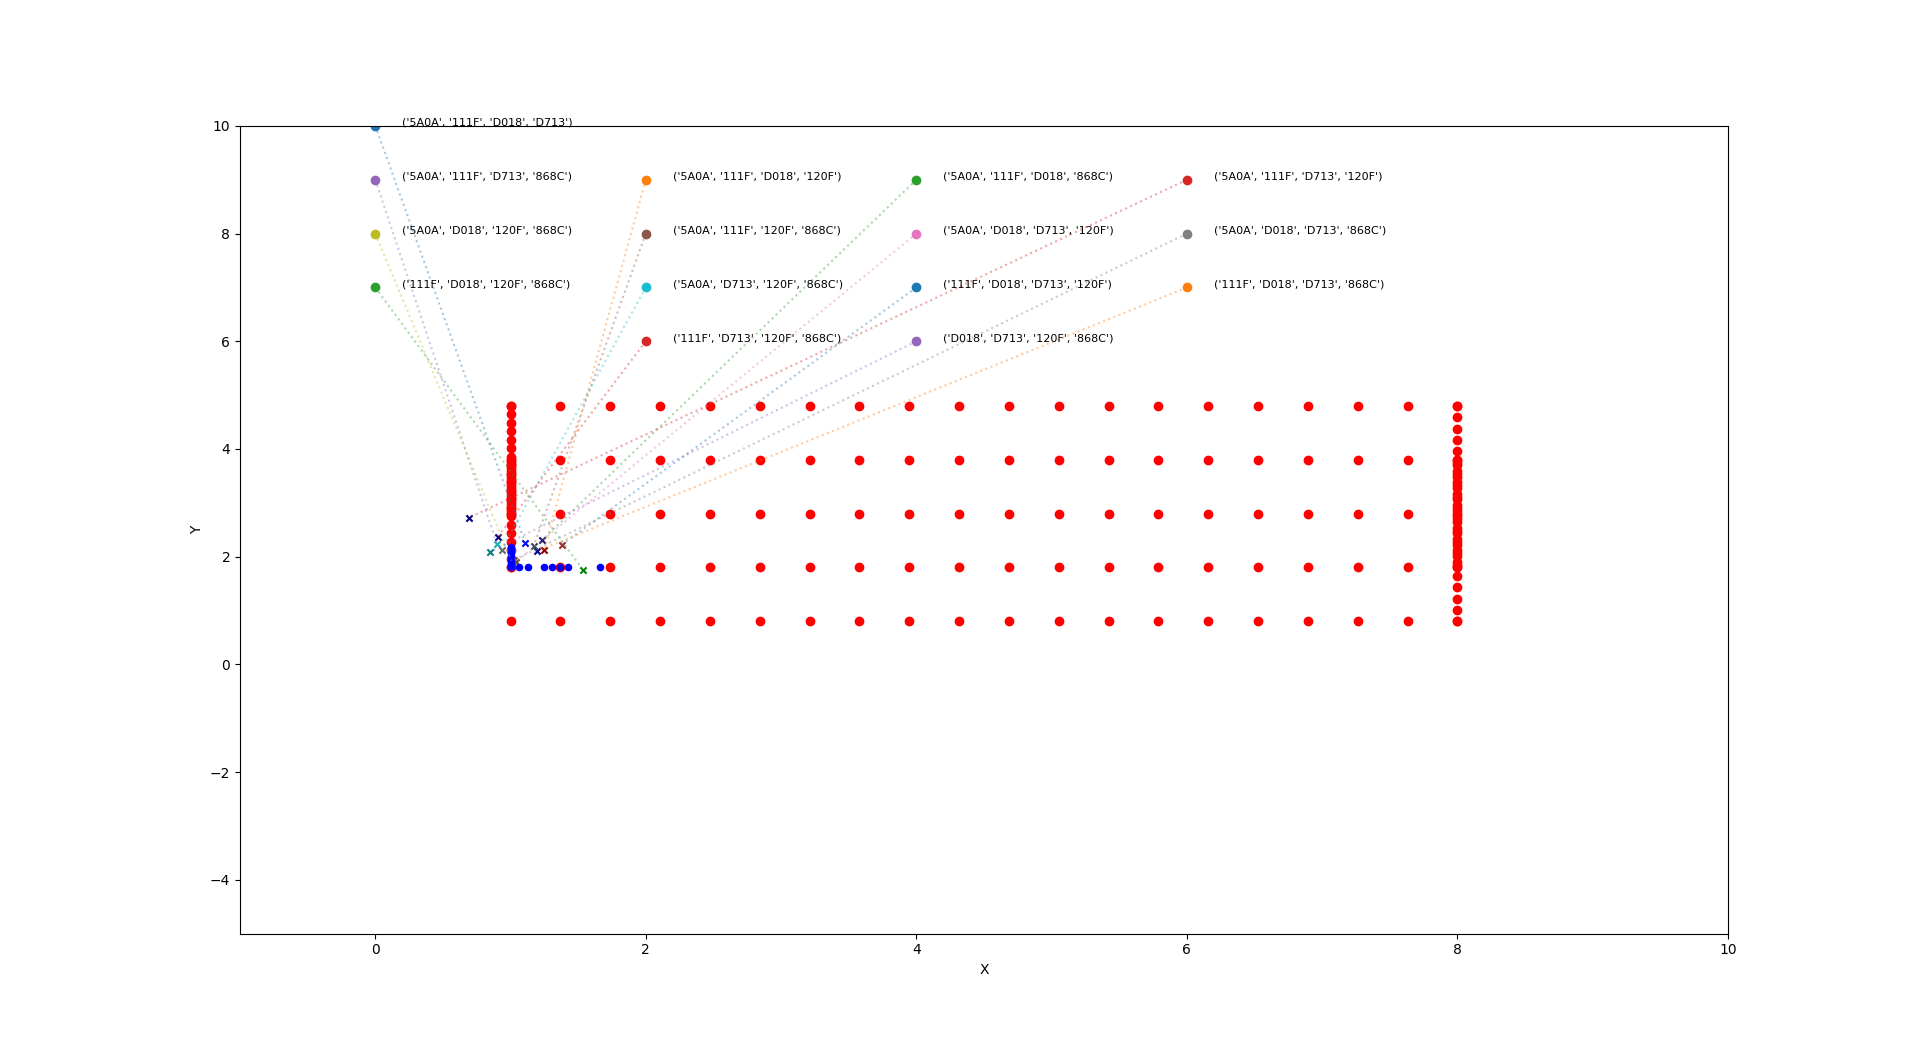 10
('5A0A', '111F', 'D018', 'D713')
('5A0A', '111F', 'D713', '868C') ('5A0A', '111F', 'D018', '120F') ('5A0A', '111F', 'D018', '868C') ('5A0A', '111F', 'D713', '120F')
8 ('5A0A', 'D018', '120F', '868C') ('5A0A', '111F', '120F', '868C') ('5A0A', 'D018', 'D713', '120F') ('5A0A', 'D018', 'D713', '868C')
('111F', 'D018', '120F', '868C') ('5A0A', 'D713', '120F', '868C') ('111F', 'D018', 'D713', '120F') ('111F', 'D018', 'D713', '868C')
6 ('111F', 'D713', '120F', '868C') ('D018', 'D713', '120F', '868C')
4
Y
2
0
−2
−4
0 2 4 6 8 10
X